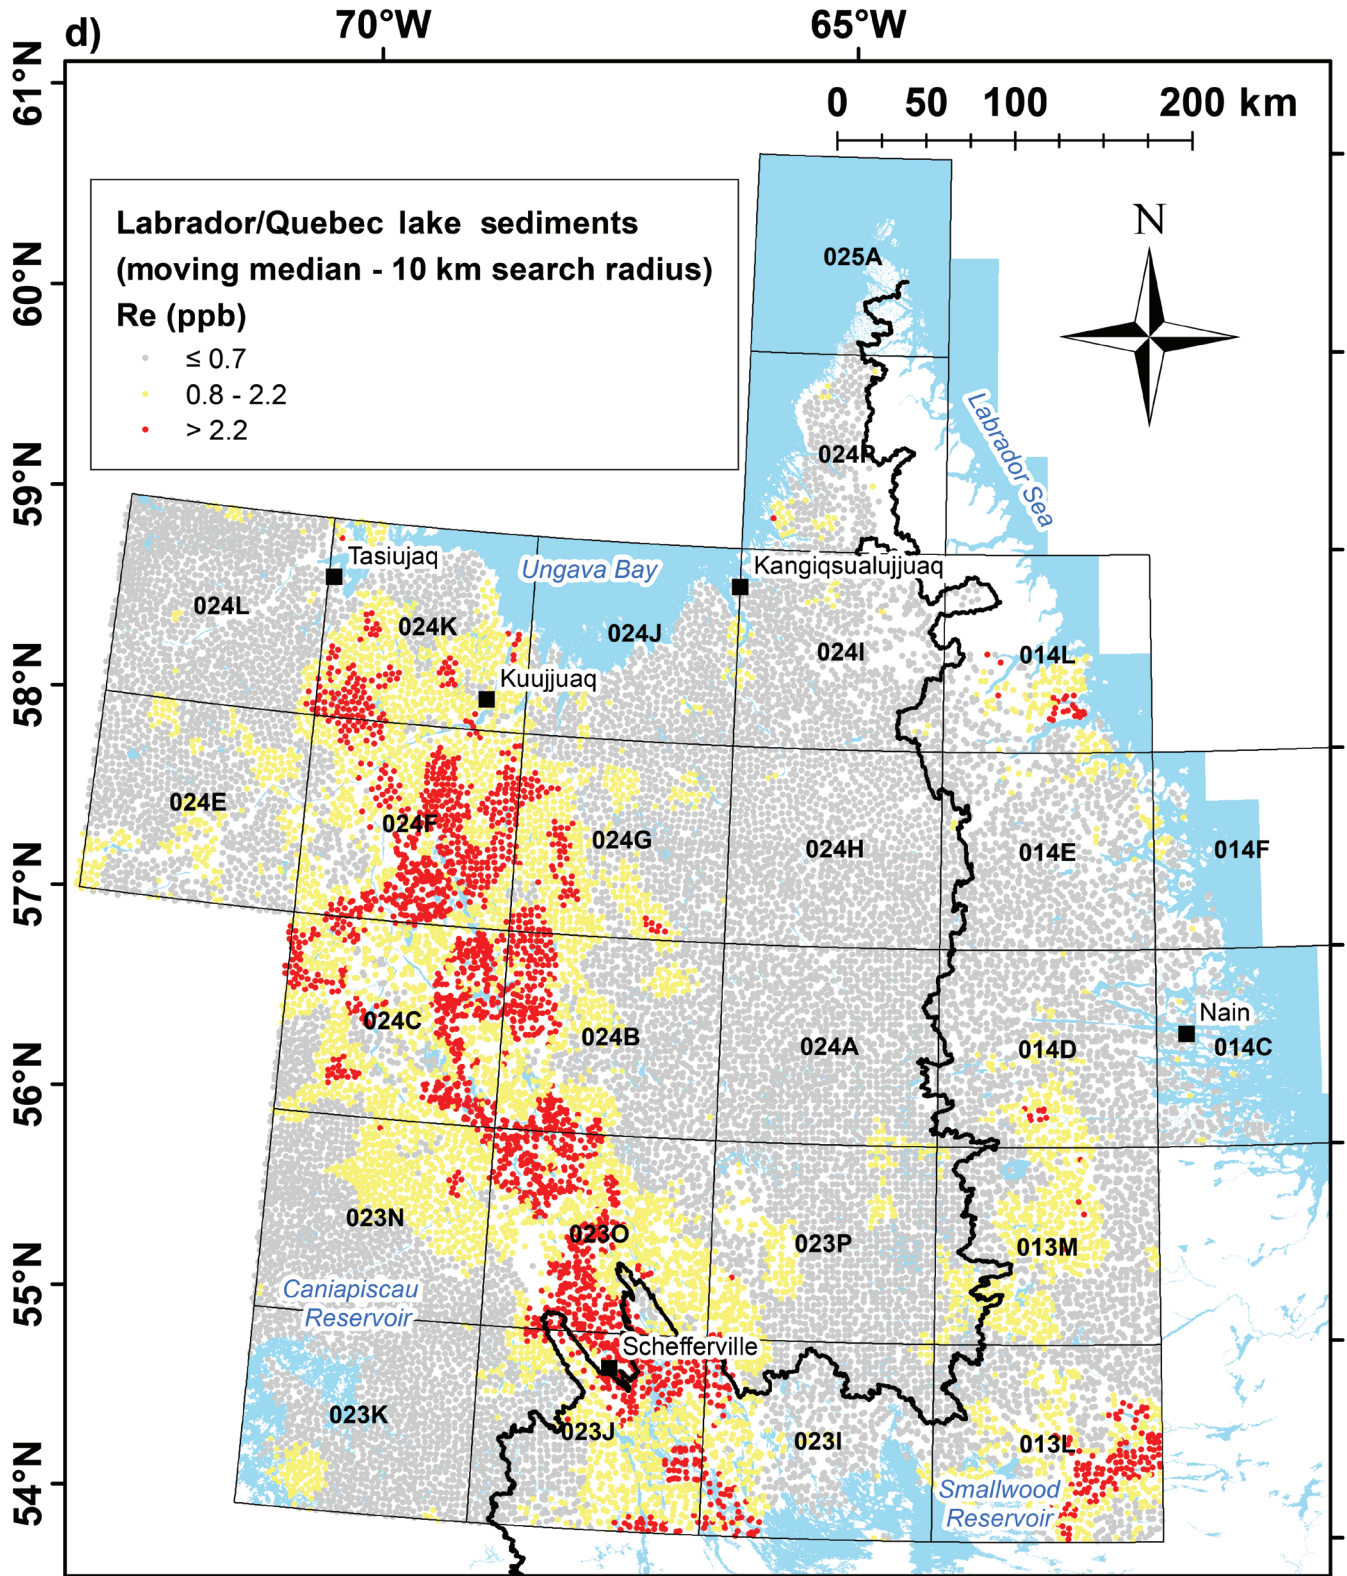 d)
70°W
65°W
61°N
60°N
59°N
58°N
57°N
56°N
55°N
54°N
0 50 100 200 km
N
Labrador/Quebec lake sediments
(moving median - 10 km search radius)
Re (ppb)
≤ 0.7
0.8 - 2.2
> 2.2
025A
Labrador Sea
024P
Tasiujaq
Ungava Bay
Kangiqsualujjuaq
024L
024K
024J
024I
014L
Kuujjuaq
024E
024F
024G
024H
014E
014F
024C
024B
024A
014D
Nain
014C
023N
023O
023P
013M
Caniapiscau
Reservoir
Schefferville
023K
023J
023I
013L
Smallwood
Reservoir